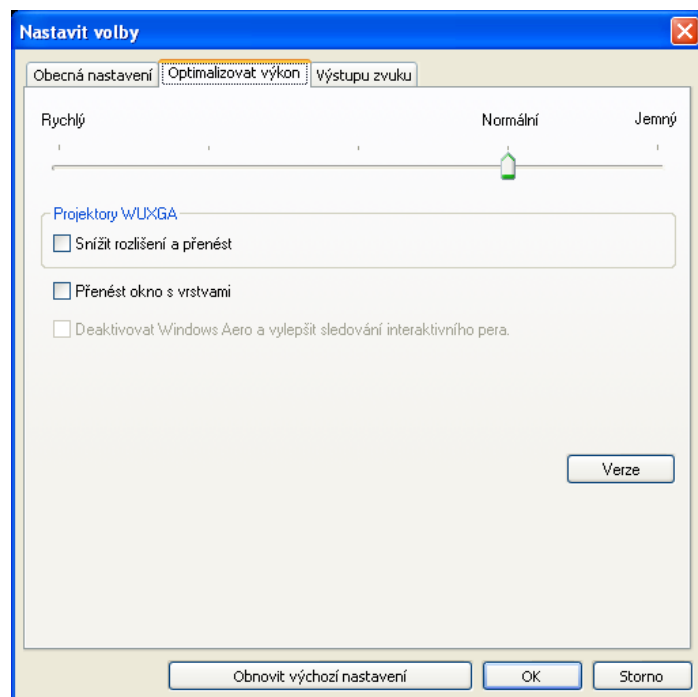 Nastavit volby
Obecná nastavení Optimalizovat výkon Výstupu zvuku
Rychlý Normální Jemný
Projektory WUXGA
Snížit rozlišení a přenést
Přenést okno s vrstvami
Deaktivovat Windows Aero a vylepšit sledování interaktivního pera.
Verze
Obnovit výchozí nastavení OK Storno